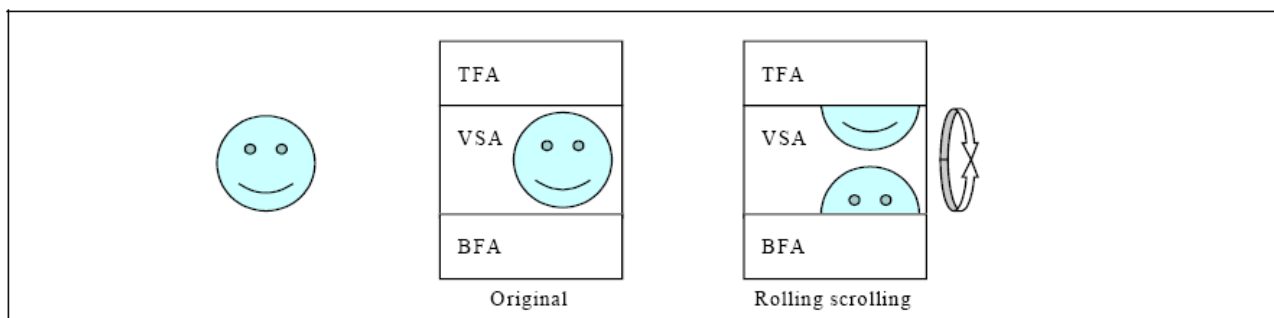 TFA
VSA
BFA
Original
TFA
VSA
BFA
Rolling scrolling